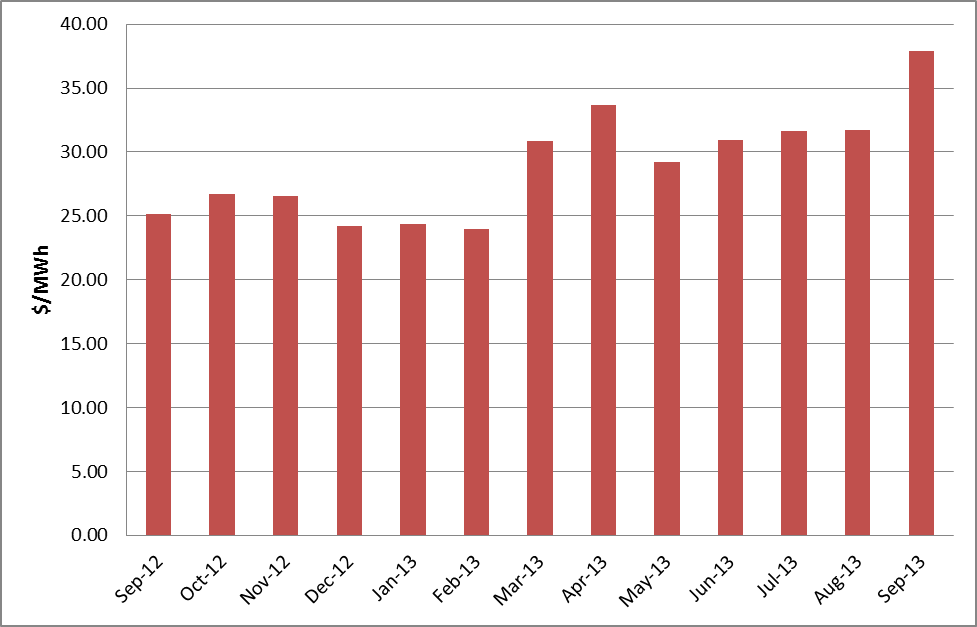 40.00
35.00
30.00
25.00
20.00
15.00
10.00
5.00
0.00
$/MWh
Sep-12
Oct-12
Nov-12
Dec-12
Jan-13
Feb-13
Mar-13
Apr-13
May-13
Jun-13
Jul-13
Aug-13
Sep-13